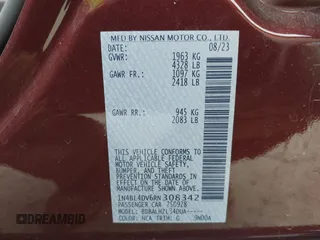 MFD BY NISSAN MOTOR CO., LTD.
DATE: 08/23
GVWR: 1963 KG
4328 LB
GAWR FR: 1097 KG
2418 LB
GAWR RR: 945 KG
2083 LB
THIS VEHICLE CONFORMS TO ALL
APPLICABLE FEDERAL MOTOR
VEHICLE SAFETY,
BUMPER, AND THEFT
PREVENTION STANDARDS
IN EFFECT ON THE DATE OF
MANUFACTURE SHOWN ABOVE.
1N4BL4DV6RN308342
PASSENGER CAR
MODEL:
COLOR: NCA TRIM: G
DREAMBID